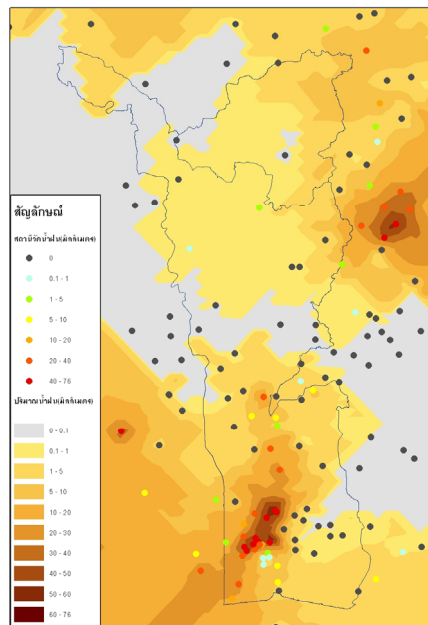 สัญลักษณ์
สถานีวัดน้ำฝน(มิลลิเมตร)
0
0.1 - 1
1 - 5
5 - 10
10 - 20
20 - 40
40 - 76
ปริมาณน้ำฝน(มิลลิเมตร)
0 - 0.1
0.1 - 1
1 - 5
5 - 10
10 - 20
20 - 30
30 - 40
40 - 50
50 - 60
60 - 76